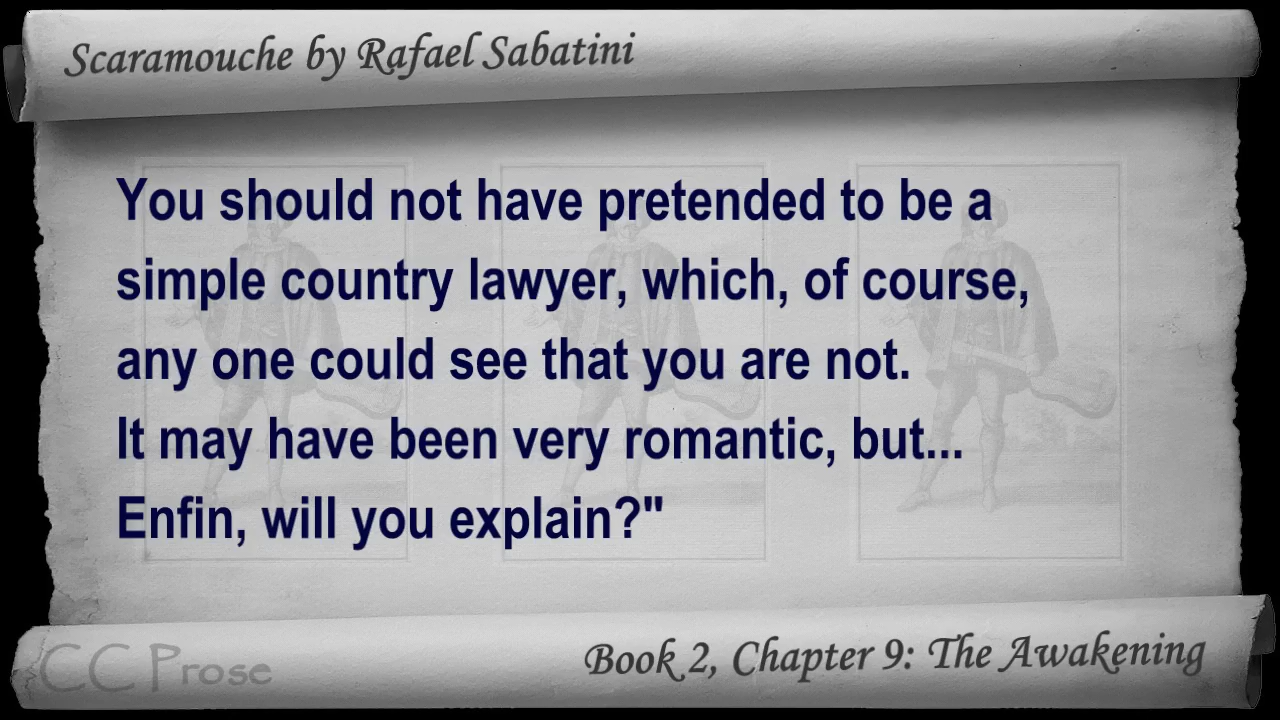 Scaramouche by Rafael Sabatini
You should not have pretended to be a
simple country lawyer, which, of course,
any one could see that you are not.
It may have been very romantic, but...
Enfin, will you explain?"
CC Prose
Book 2, Chapter 9: The Awakening